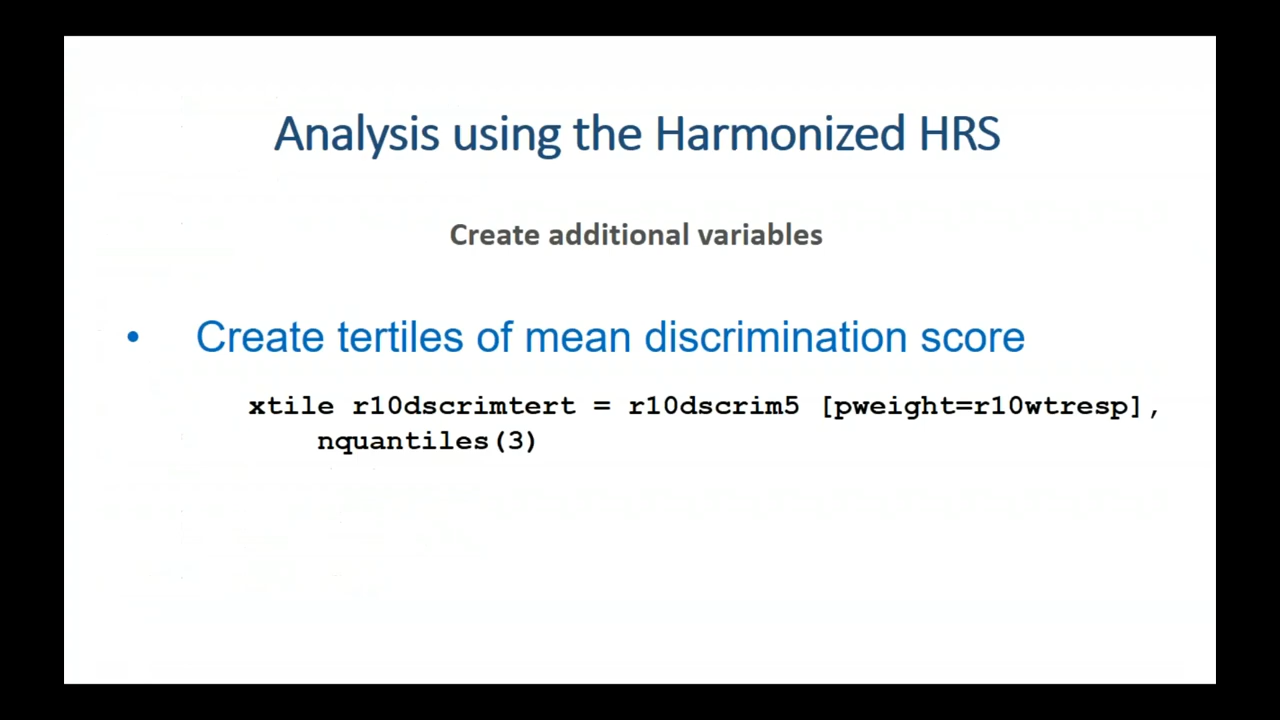 Analysis using the Harmonized HRS
Create additional variables
• Create tertiles of mean discrimination score
xtile r10dscrimtert = r10dscrim5 [pweight=r10wtresp],
nquantiles(3)